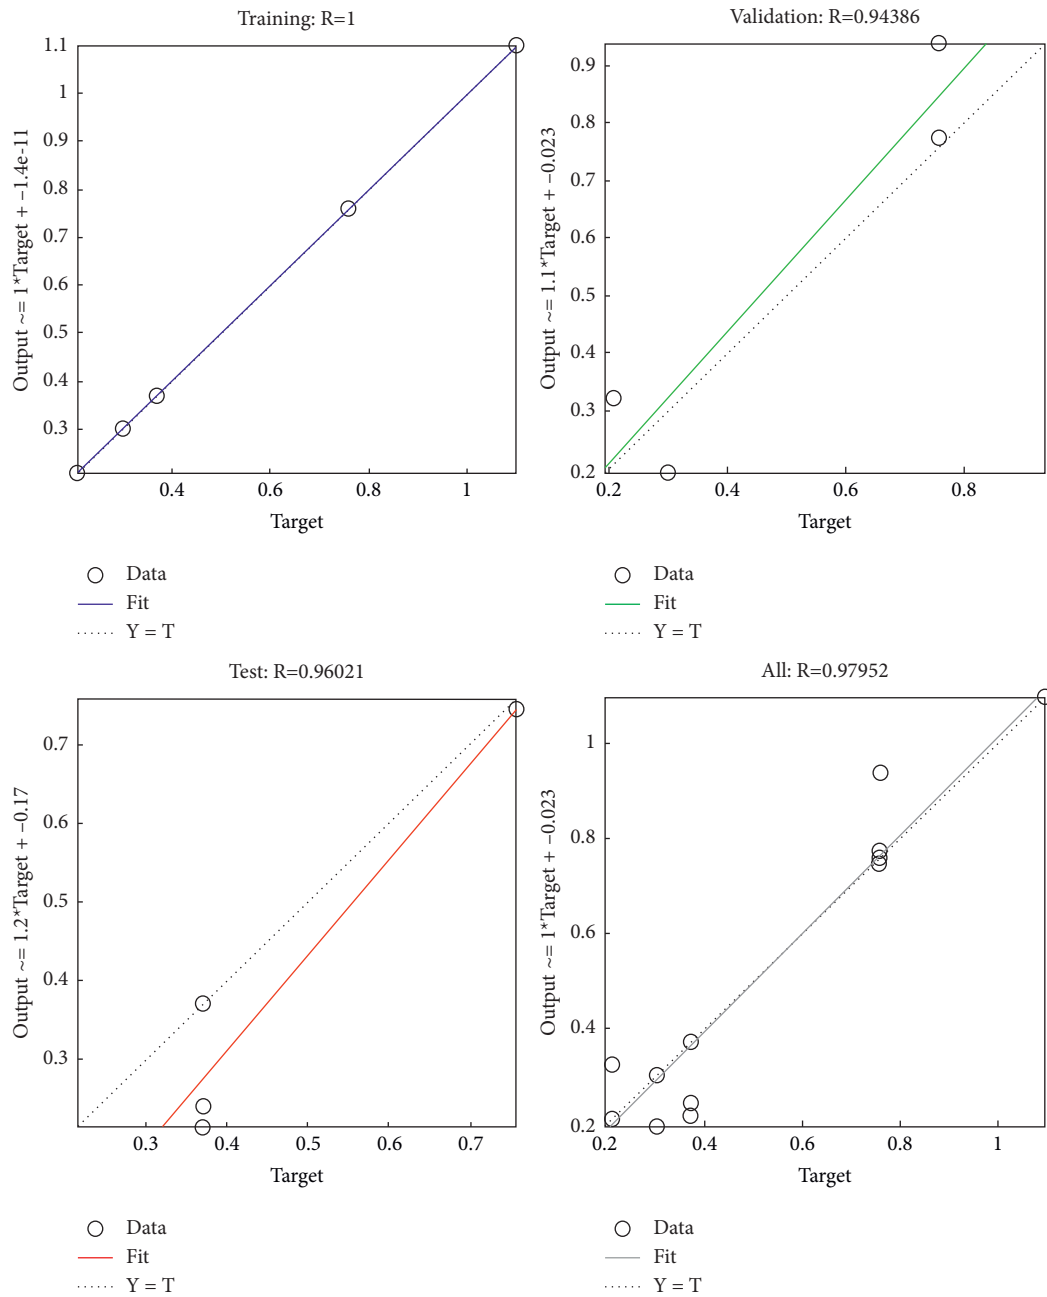 Training: R=1
Output ~= 1*Target + −1.4e-11
1.1
1
0.9
0.8
0.7
0.6
0.5
0.4
0.3
0.4
0.8
1
Target
Data
Fit
Y = T
Validation: R=0.94386
Output ~= 1.1*Target + −0.023
0.9
0.8
0.7
0.6
0.5
0.4
0.3
0.2
0.2
0.4
0.6
0.8
Target
Data
Fit
Y = T
Test: R=0.96021
Output ~= 1.2*Target + −0.17
0.7
0.6
0.5
0.4
0.3
0.3
0.4
0.5
0.6
0.7
Target
Data
Fit
Y = T
All: R=0.97952
Output ~= 1*Target + −0.023
1
0.8
0.6
0.4
0.2
0.2
0.4
0.6
0.8
1
Target
Data
Fit
Y = T